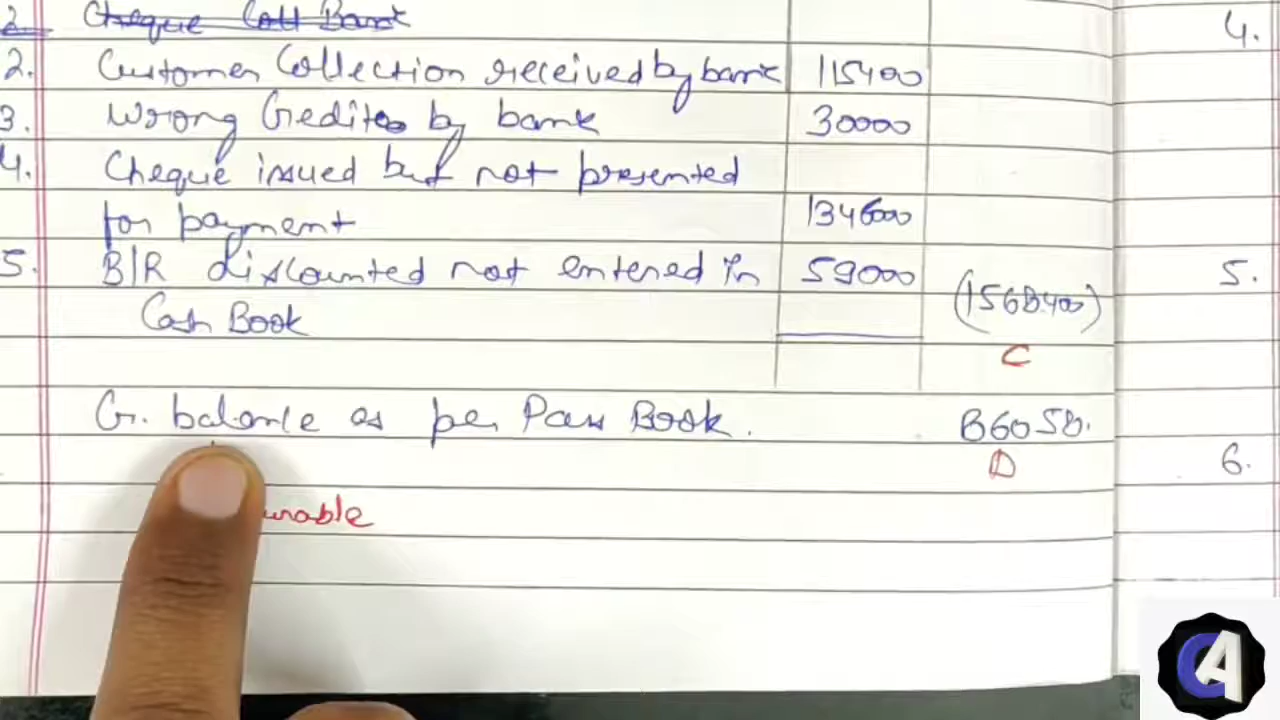 2. Cheque Coll Bank
2. Customer Collection received by bank 115400
3. Wrong Credit by bank 30000
4. Cheque issued but not presented
for payment 134600
5. B/R discounted not entered in 59000
Cash Book (1568400)
C
Cr. balance as per Pass Book.
D
urable
4.
5.
6.
CA